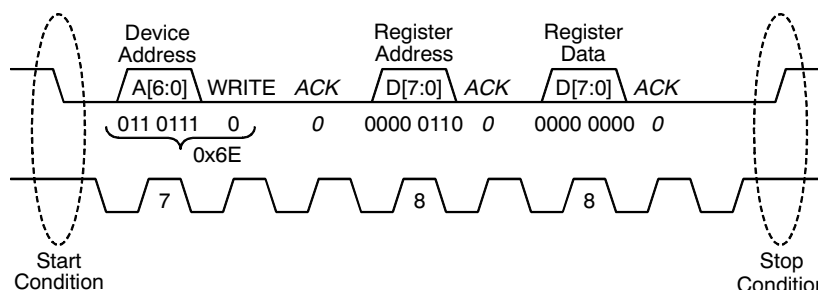 Device
Address
Register
Address
Register
Data
A[6:0] WRITE ACK D[7:0] ACK D[7:0] ACK
011 0111 0 0 0000 0110 0 0000 0000 0
0x6E
7 8 8
Start
Condition
Stop
Condition